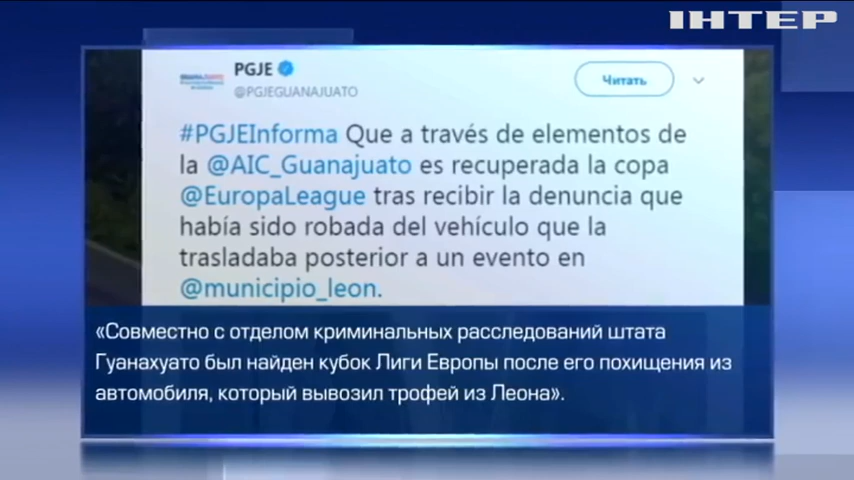 ІНТЕР
PGJE
@PGJEGUANAJUATO
Читать
#PGJEInforma Que a través de elementos de
la @AIC_Guanajuato es recuperada la copa
@EuropaLeague tras recibir la denuncia que
había sido robada del vehículo que la
trasladaba posterior a un evento en
@municipio_leon.
«Совместно с отделом криминальных расследований штата
Гуанахуато был найден кубок Лиги Европы после его похищения из
автомобиля, который вывозил трофей из Леона».